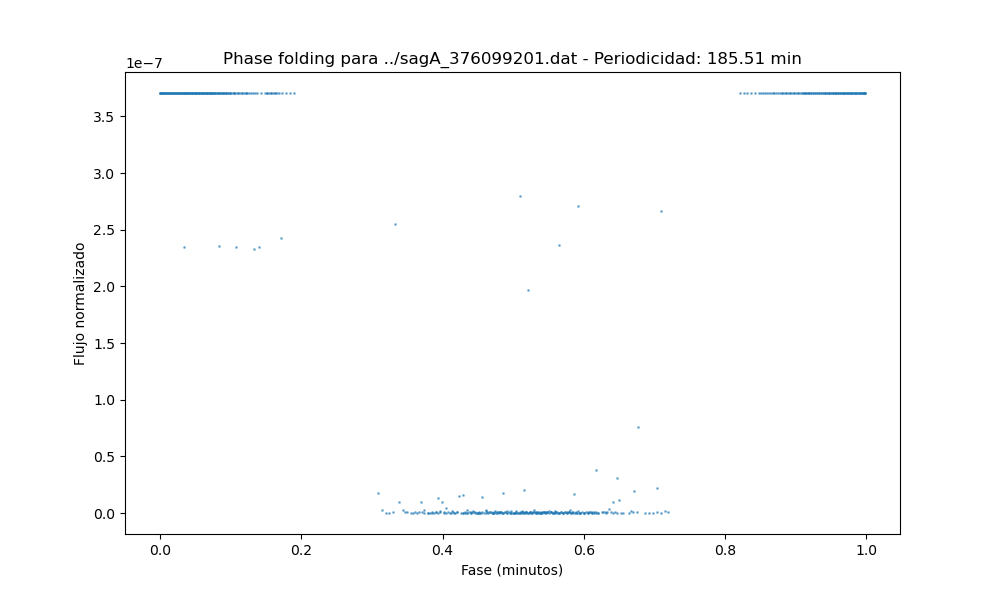 Phase folding para ../sagA_376099201.dat - Periodicidad: 185.51 min
1e−7
3.5
3.0
2.5
2.0
1.5
1.0
0.5
0.0
Flujo normalizado
0.0 0.2 0.4 0.6 0.8 1.0
Fase (minutos)